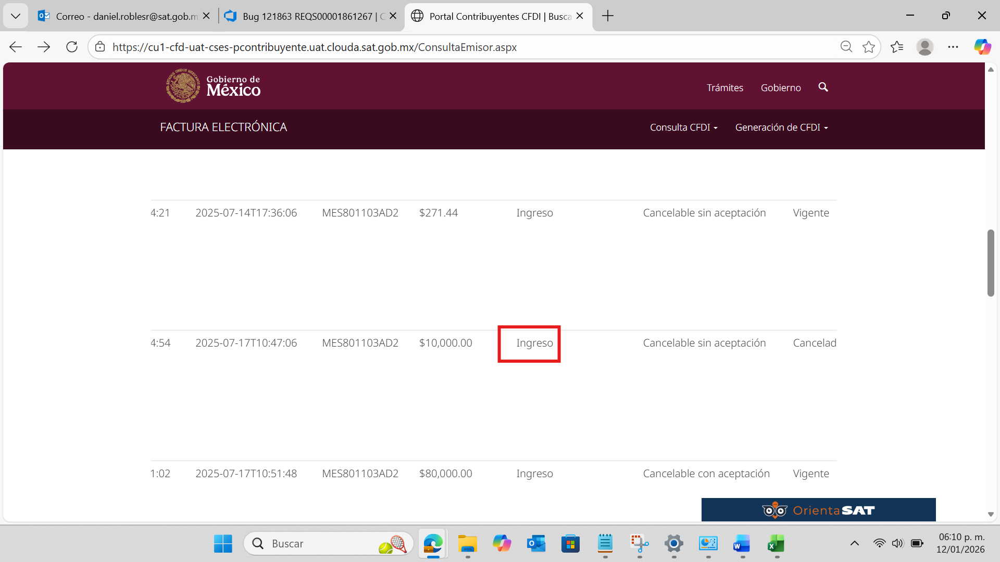 Correo - daniel.roblesr@sat.gob.m
Bug 121863 REQS00001861267 | C
Portal Contribuyentes CFDI | Busca
https://cu1-cfd-uat-cses-pcontribuyente.uat.clouda.sat.gob.mx/ConsultaEmisor.aspx
Gobierno de
México
Trámites Gobierno
FACTURA ELECTRÓNICA Consulta CFDI Generación de CFDI
4:21 2025-07-14T17:36:06 MES801103AD2 $271.44 Ingreso Cancelable sin aceptación Vigente
4:54 2025-07-17T10:47:06 MES801103AD2 $10,000.00 Ingreso Cancelable sin aceptación Cancelad
1:02 2025-07-17T10:51:48 MES801103AD2 $80,000.00 Ingreso Cancelable con aceptación Vigente
OrientaSAT
Buscar
06:10 p. m.
12/01/2026